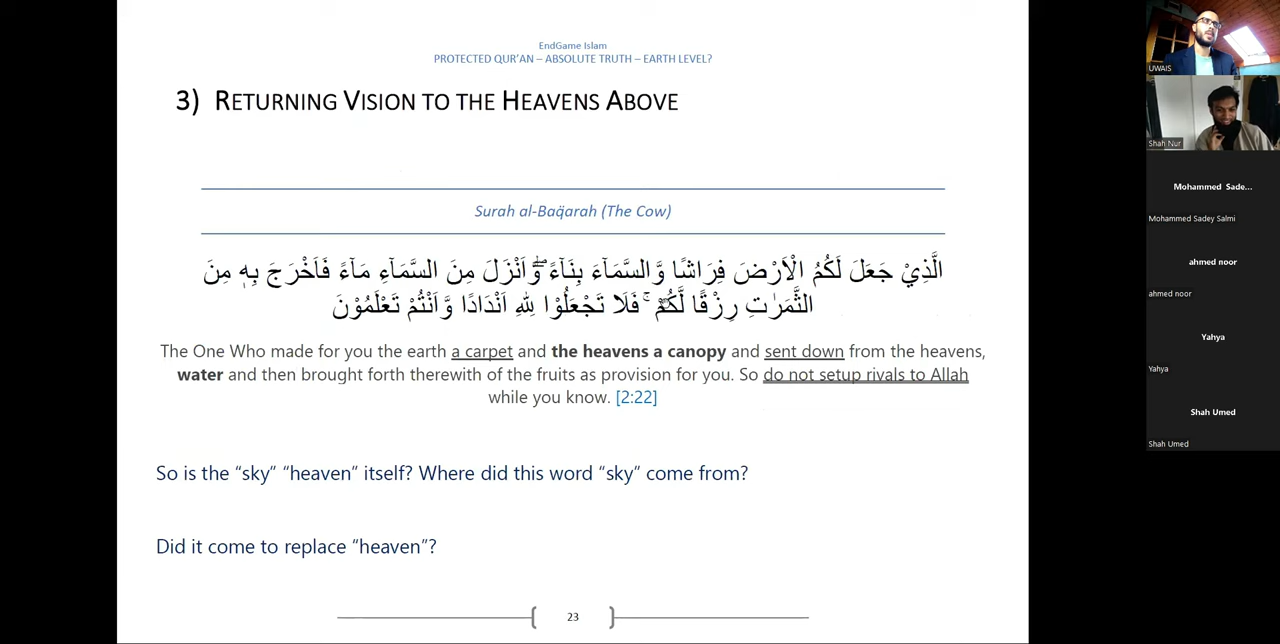 EndGame Islam
PROTECTED QUR'AN – ABSOLUTE TRUTH – EARTH LEVEL?
3) RETURNING VISION TO THE HEAVENS ABOVE
Surah al-Baq̈arah (The Cow)
الَّذِيْ جَعَلَ لَكُمُ الْاَرْضَ فِرَاشًا وَّالسَّمَآءَ بِنَآءً ۖ وَّاَنْزَلَ مِنَ السَّمَآءِ مَآءً فَاَخْرَجَ بِهٖ مِنَ
الثَّمَرٰتِ رِزْقًا لَّكُمْ ۚ فَلَا تَجْعَلُوْا لِلّٰهِ اَنْدَادًا وَّاَنْتُمْ تَعْلَمُوْنَ
The One Who made for you the earth a carpet and the heavens a canopy and sent down from the heavens,
water and then brought forth therewith of the fruits as provision for you. So do not setup rivals to Allah
while you know. [2:22]
So is the “sky” “heaven” itself? Where did this word “sky” come from?
Did it come to replace “heaven”?
23
UWAIS
Shah Nur
Mohammed Sade...
Mohammed Sadey Salmi
ahmed noor
ahmed noor
Yahya
Yahya
Shah Umed
Shah Umed